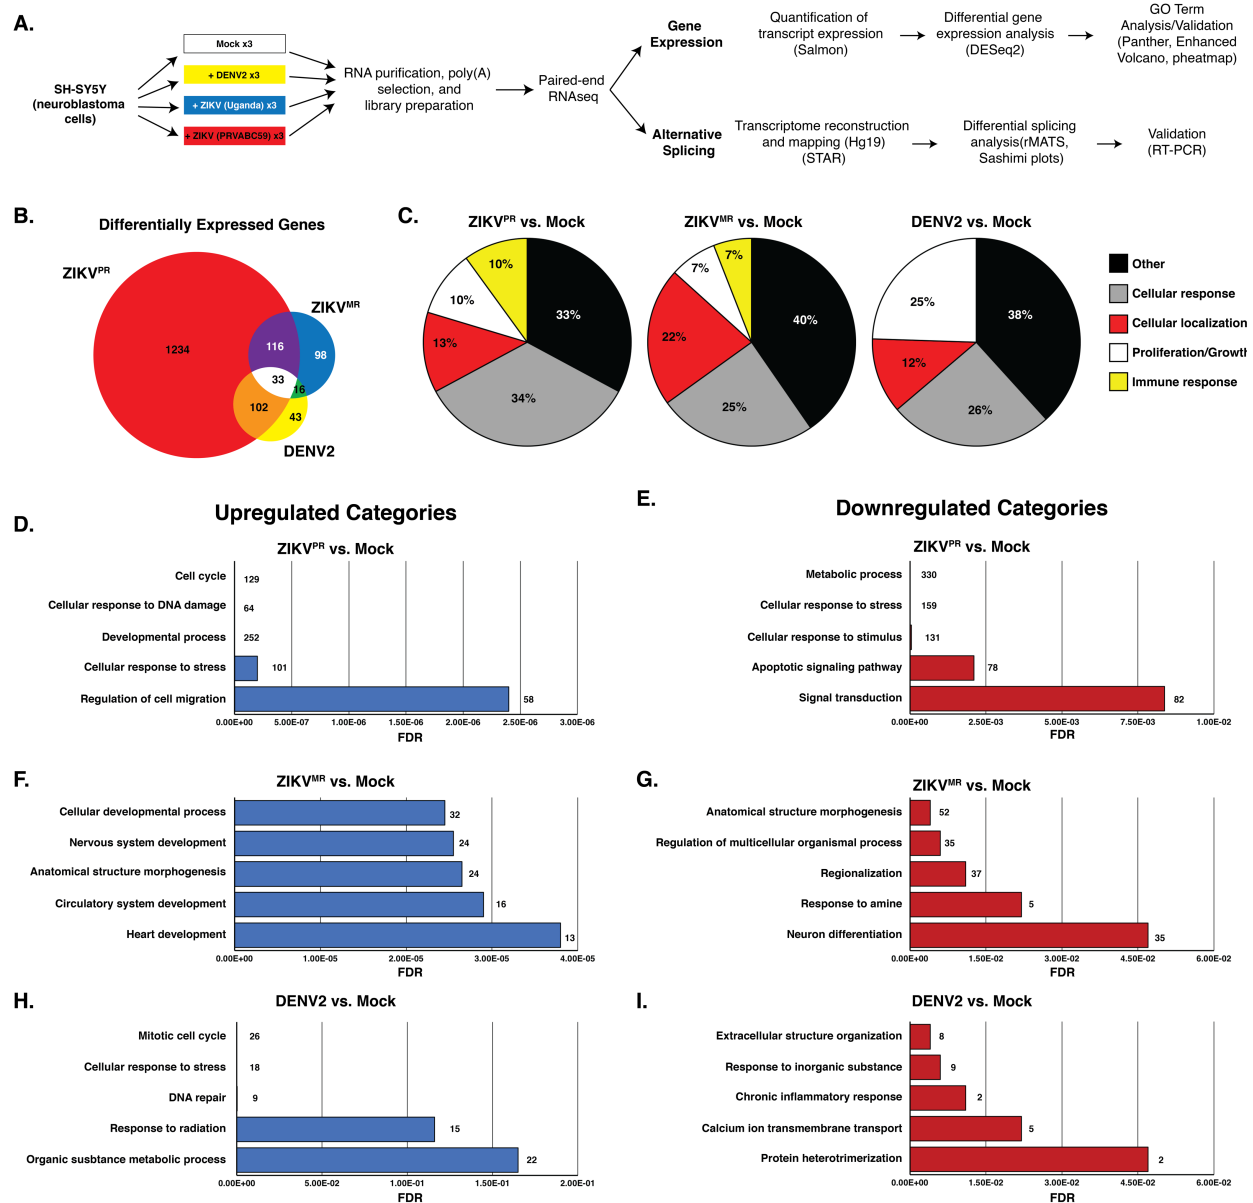 A.
SH-SY5Y
(neuroblastoma
cells)
Mock x3
+ DENV2 x3
+ ZIKV (Uganda) x3
+ ZIKV (PRVABC59) x3
RNA purification, poly(A)
selection, and
library preparation
Paired-end
RNAseq
Gene
Expression
Quantification of
transcript expression
(Salmon)
Differential gene
expression analysis
(DESeq2)
GO Term
Analysis/Validation
(Panther, Enhanced
Volcano, pheatmap)
Alternative
Splicing
Transcriptome reconstruction
and mapping (Hg19)
(STAR)
Differential splicing
analysis(rMATS,
Sashimi plots)
Validation
(RT-PCR)
B.
Differentially Expressed Genes
ZIKVPR
ZIKVMR
DENV2
1234
116
98
33
16
102
43
C.
ZIKVPR vs. Mock
10%
33%
10%
13%
34%
ZIKVMR vs. Mock
7%
7%
40%
22%
25%
DENV2 vs. Mock
25%
38%
12%
26%
Other
Cellular response
Cellular localization
Proliferation/Growth
Immune response
D.
Upregulated Categories
ZIKVPR vs. Mock
Cell cycle 129
Cellular response to DNA damage 64
Developmental process 252
Cellular response to stress 101
Regulation of cell migration 58
0.00E+00 5.00E-07 1.00E-06 1.50E-06 2.00E-06 2.50E-06 3.00E-06
FDR
E.
Downregulated Categories
ZIKVPR vs. Mock
Metabolic process 330
Cellular response to stress 159
Cellular response to stimulus 131
Apoptotic signaling pathway 78
Signal transduction 82
0.00E+00 2.50E-03 5.00E-03 7.50E-03 1.00E-02
FDR
F.
ZIKVMR vs. Mock
Cellular developmental process 32
Nervous system development 24
Anatomical structure morphogenesis 24
Circulatory system development 16
Heart development 13
0.00E+00 1.00E-05 2.00E-05 3.00E-05 4.00E-05
FDR
G.
ZIKVMR vs. Mock
Anatomical structure morphogenesis 52
Regulation of multicellular organismal process 35
Regionalization 37
Response to amine 5
Neuron differentiation 35
0.00E+00 1.50E-02 3.00E-02 4.50E-02 6.00E-02
FDR
H.
DENV2 vs. Mock
Mitotic cell cycle 26
Cellular response to stress 18
DNA repair 9
Response to radiation 15
Organic susbtance metabolic process 22
0.00E+00 5.00E-02 1.00E-01 1.50E-01 2.00E-01
FDR
I.
DENV2 vs. Mock
Extracellular structure organization 8
Response to inorganic substance 9
Chronic inflammatory response 2
Calcium ion transmembrane transport 5
Protein heterotrimerization 2
0.00E+00 1.50E-02 3.00E-02 4.50E-02 6.00E-02
FDR